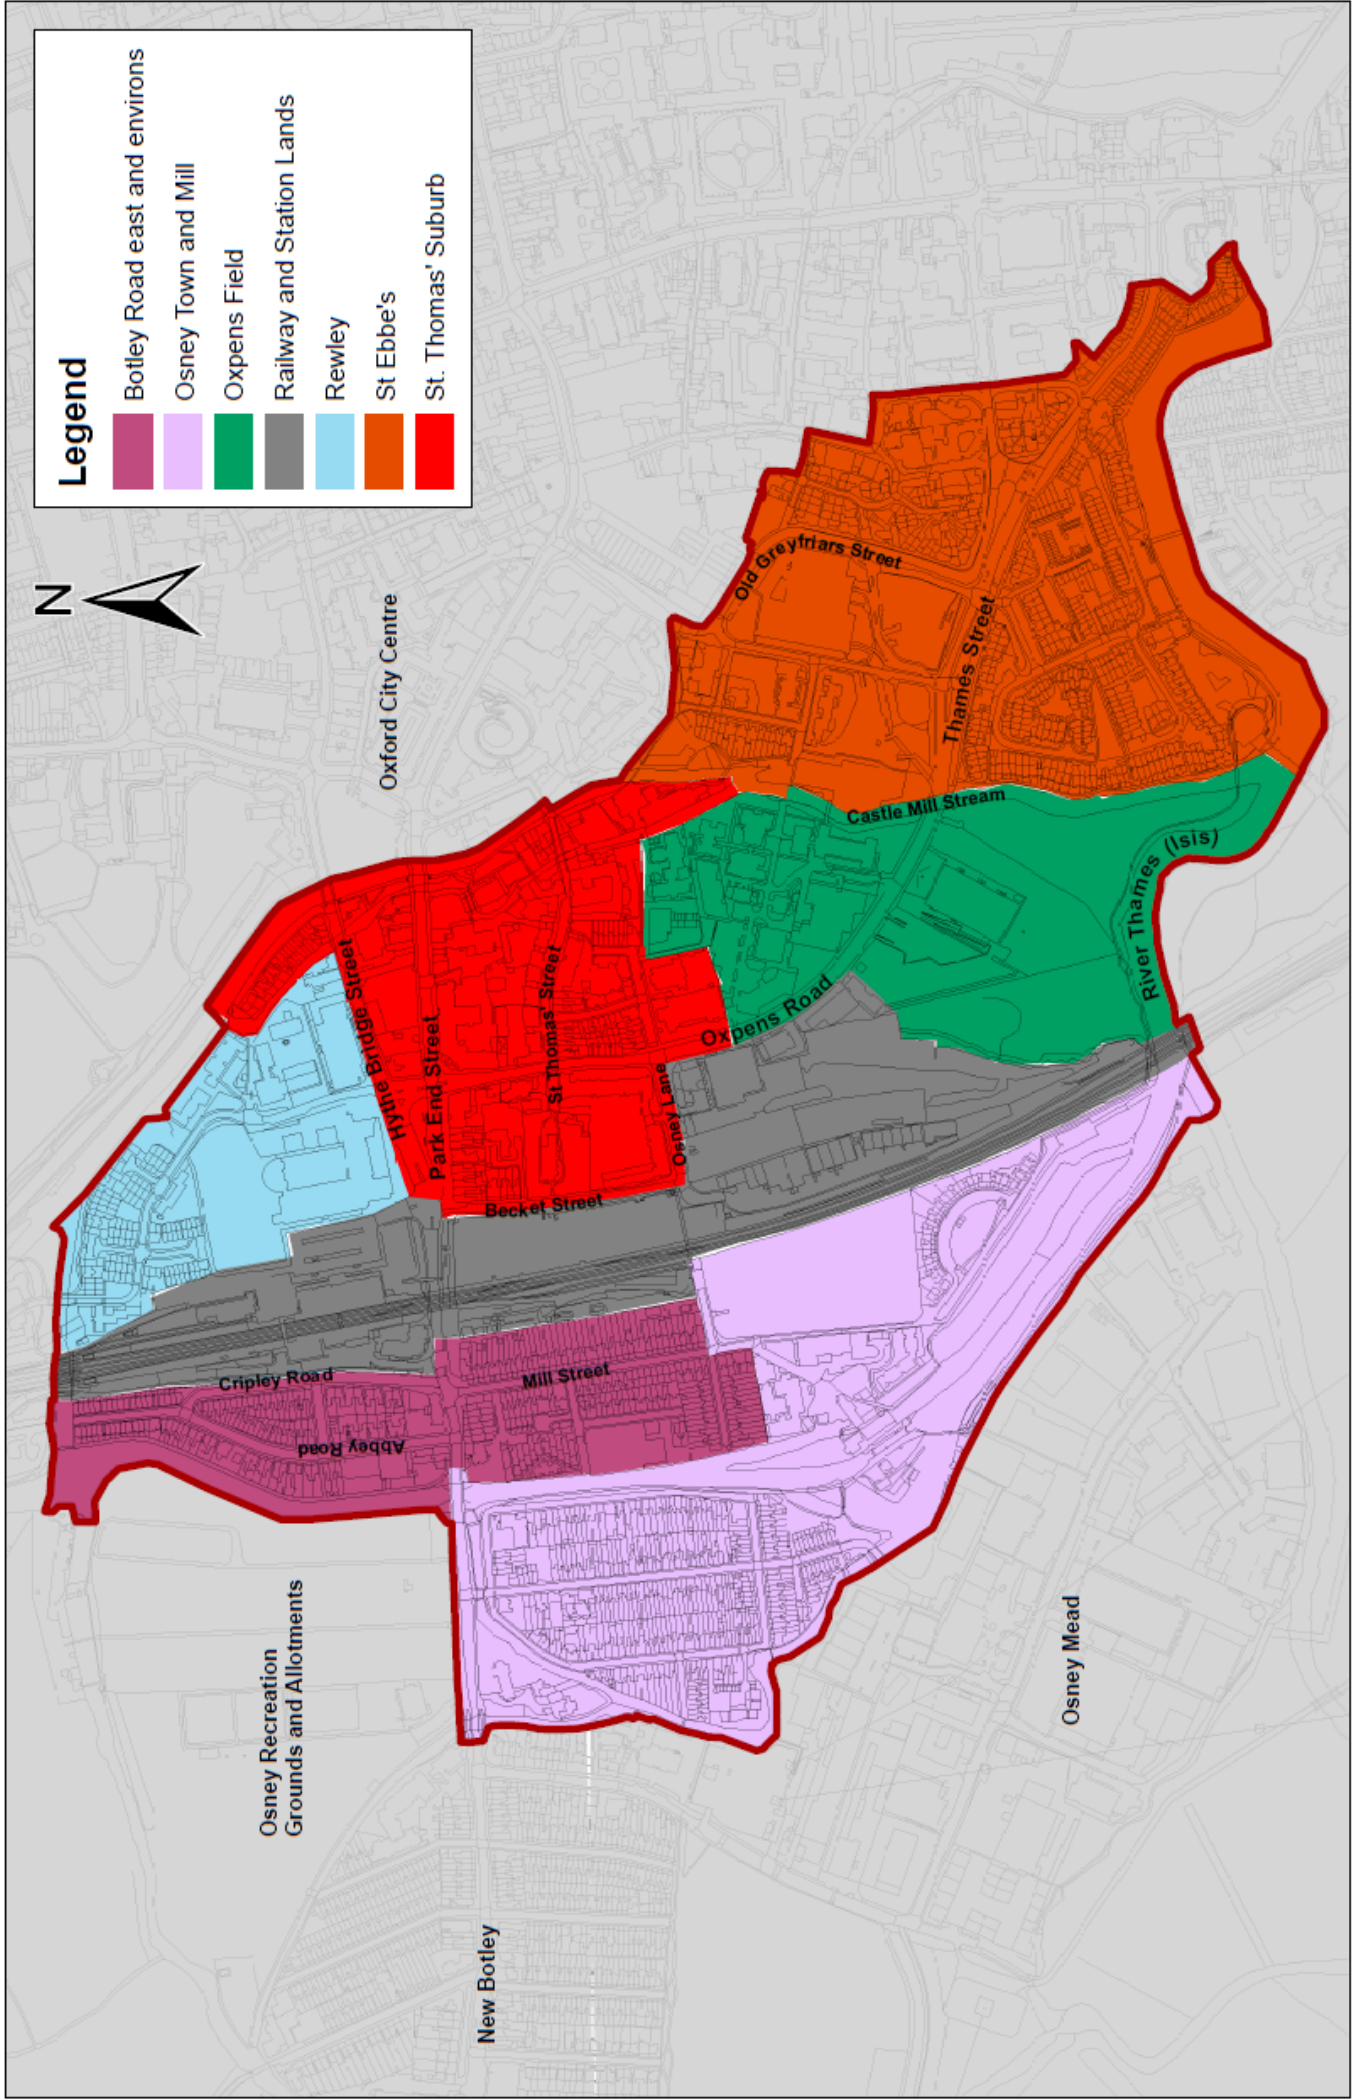 Legend
Botley Road east and environs
Osney Town and Mill
Oxpens Field
Railway and Station Lands
Rewley
St Ebbe's
St. Thomas' Suburb
N
Oxford City Centre
Osney Recreation
Grounds and Allotments
New Botley
Osney Mead
Cripley Road
Abbey Road
Mill Street
Becket Street
Hythe Bridge Street
Park End Street
St Thomas' Street
Osney Lane
Oxpens Road
Old Greyfriars Street
Thames Street
Castle Mill Stream
River Thames (Isis)